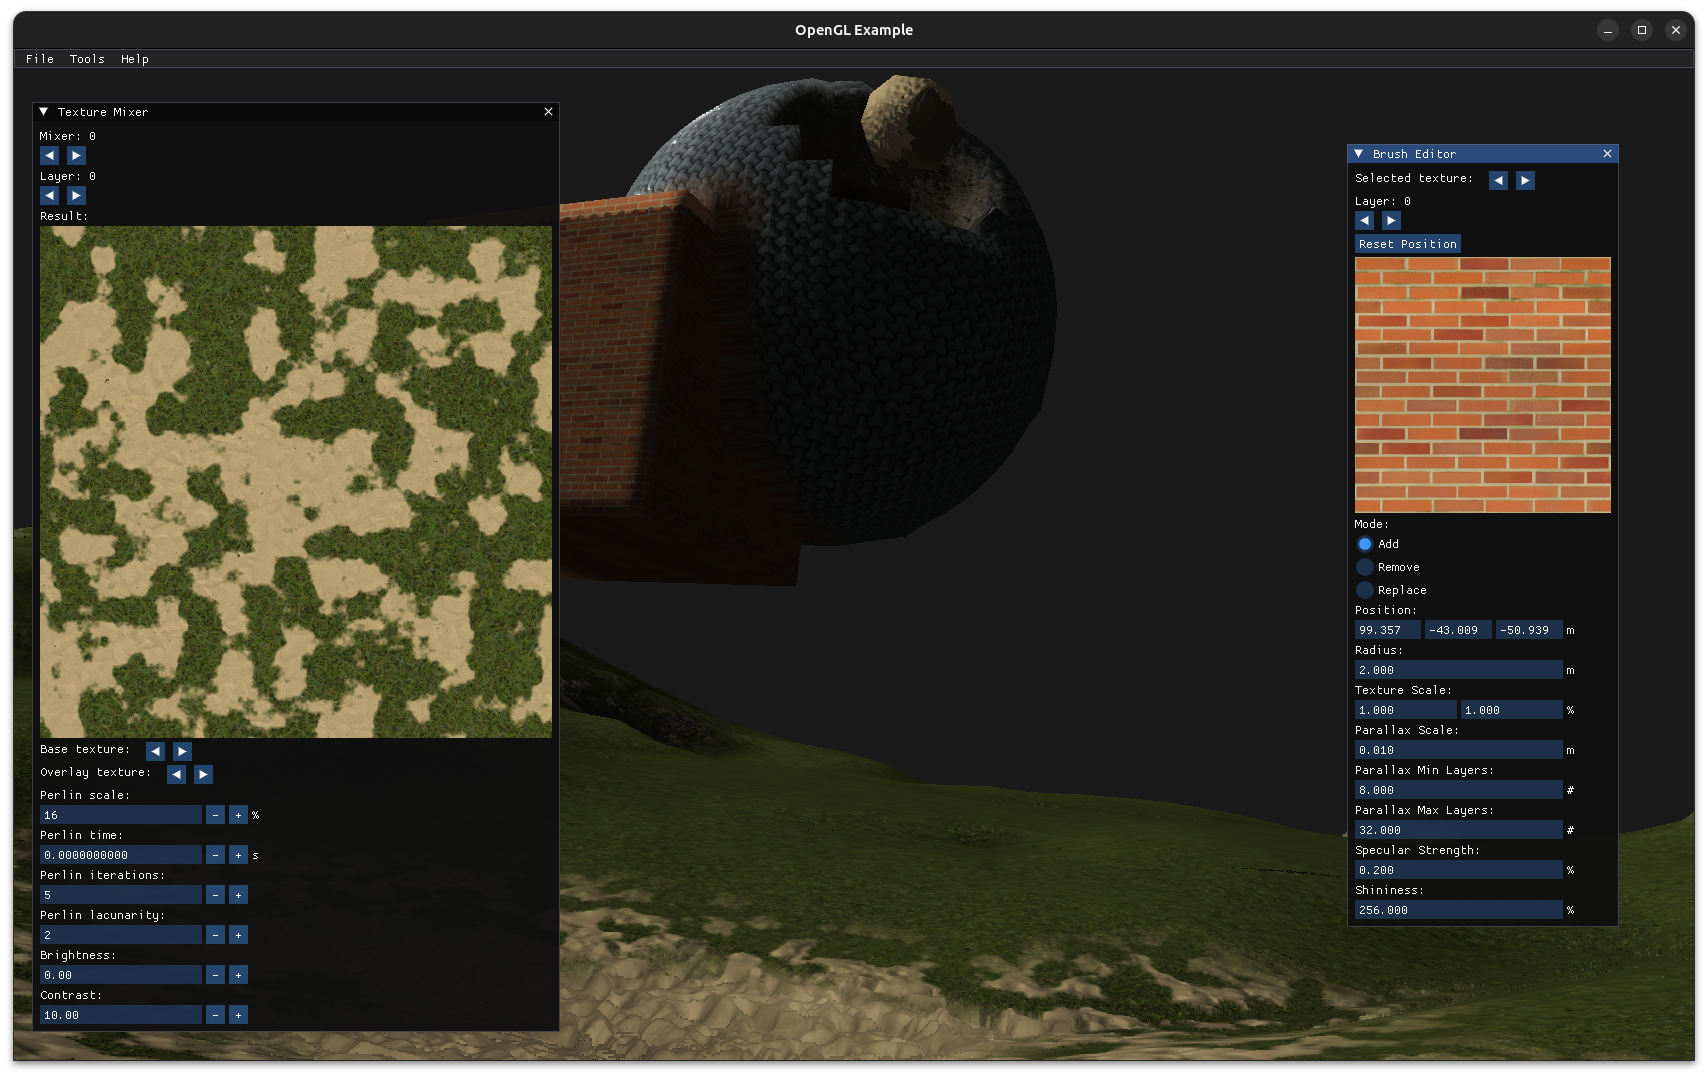 OpenGL Example
File Tools Help
Texture Mixer
Mixer: 0
Layer: 0
Result:
Base texture:
Overlay texture:
Perlin scale:
16 - + %
Perlin time:
0.0000000000 - + s
Perlin iterations:
5 - +
Perlin lacunarity:
2 - +
Brightness:
0.00 - +
Contrast:
10.00 - +
Brush Editor
Selected texture:
Layer: 0
Reset Position
Mode:
Add
Remove
Replace
Position:
99.357 -43.009 -50.939 m
Radius:
2.000 m
Texture Scale:
1.000 1.000 %
Parallax Scale:
0.010 m
Parallax Min Layers:
8.000 #
Parallax Max Layers:
32.000 #
Specular Strength:
0.200 %
Shininess:
256.000 %